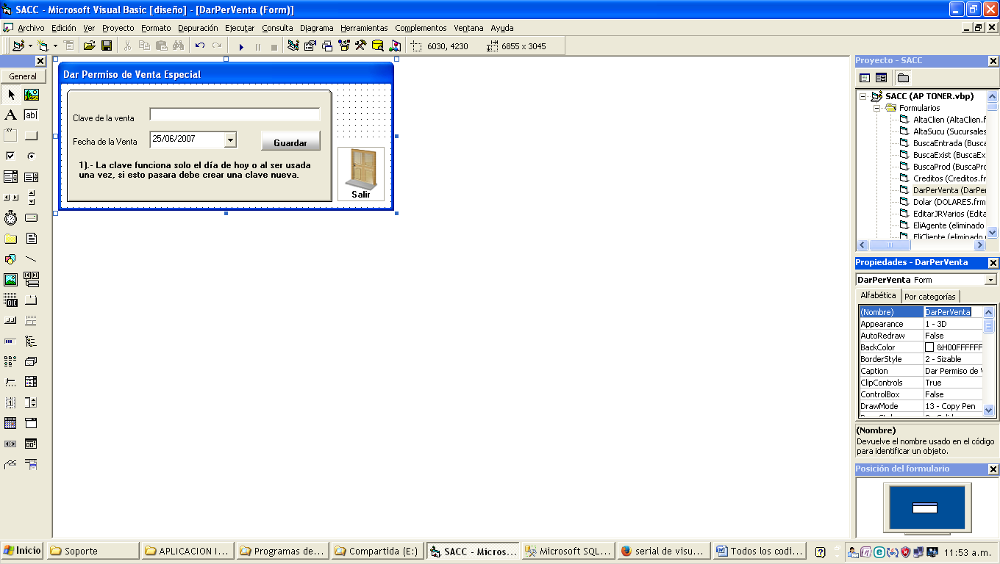 SACC - Microsoft Visual Basic [diseño] - [DarPerVenta (Form)]
Archivo Edición Ver Proyecto Formato Depuración Ejecutar Consulta Diagrama Herramientas Complementos Ventana Ayuda
6030, 4230 6855 x 3045
General
A
ab|
xv
OLE
Dar Permiso de Venta Especial
Clave de la venta
Fecha de la Venta 25/06/2007
Guardar
1).- La clave funciona solo el día de hoy o al ser usada
una vez, si esto pasara debe crear una clave nueva.
Salir
Proyecto - SACC
SACC (AP TONER.vbp)
Formularios
AltaClien (AltaClien.f
AltaSucu (Sucursales
BuscaEntrada (Busca
BuscaExist (BuscaEx
BuscaProd (BuscaPro
Creditos (Creditos.fr
DarPerVenta (DarPer
Dolar (DOLARES.frm
EditarJRVarios (Edita
EliAgente (eliminado
EliCliente (eliminado
Propiedades - DarPerVenta
DarPerVenta Form
Alfabética Por categorías
(Nombre) DarPerVenta
Appearance 1 - 3D
AutoRedraw False
BackColor &H00FFFFFF
BorderStyle 2 - Sizable
Caption Dar Permiso de V
ClipControls True
ControlBox False
DrawMode 13 - Copy Pen
(Nombre)
Devuelve el nombre usado en el código
para identificar un objeto.
Posición del formulario
Inicio Soporte APLICACION I... Programas de... Compartida (E:) SACC - Micros... Microsoft SQL... serial de visu... Todos los codi... 11:53 a.m.